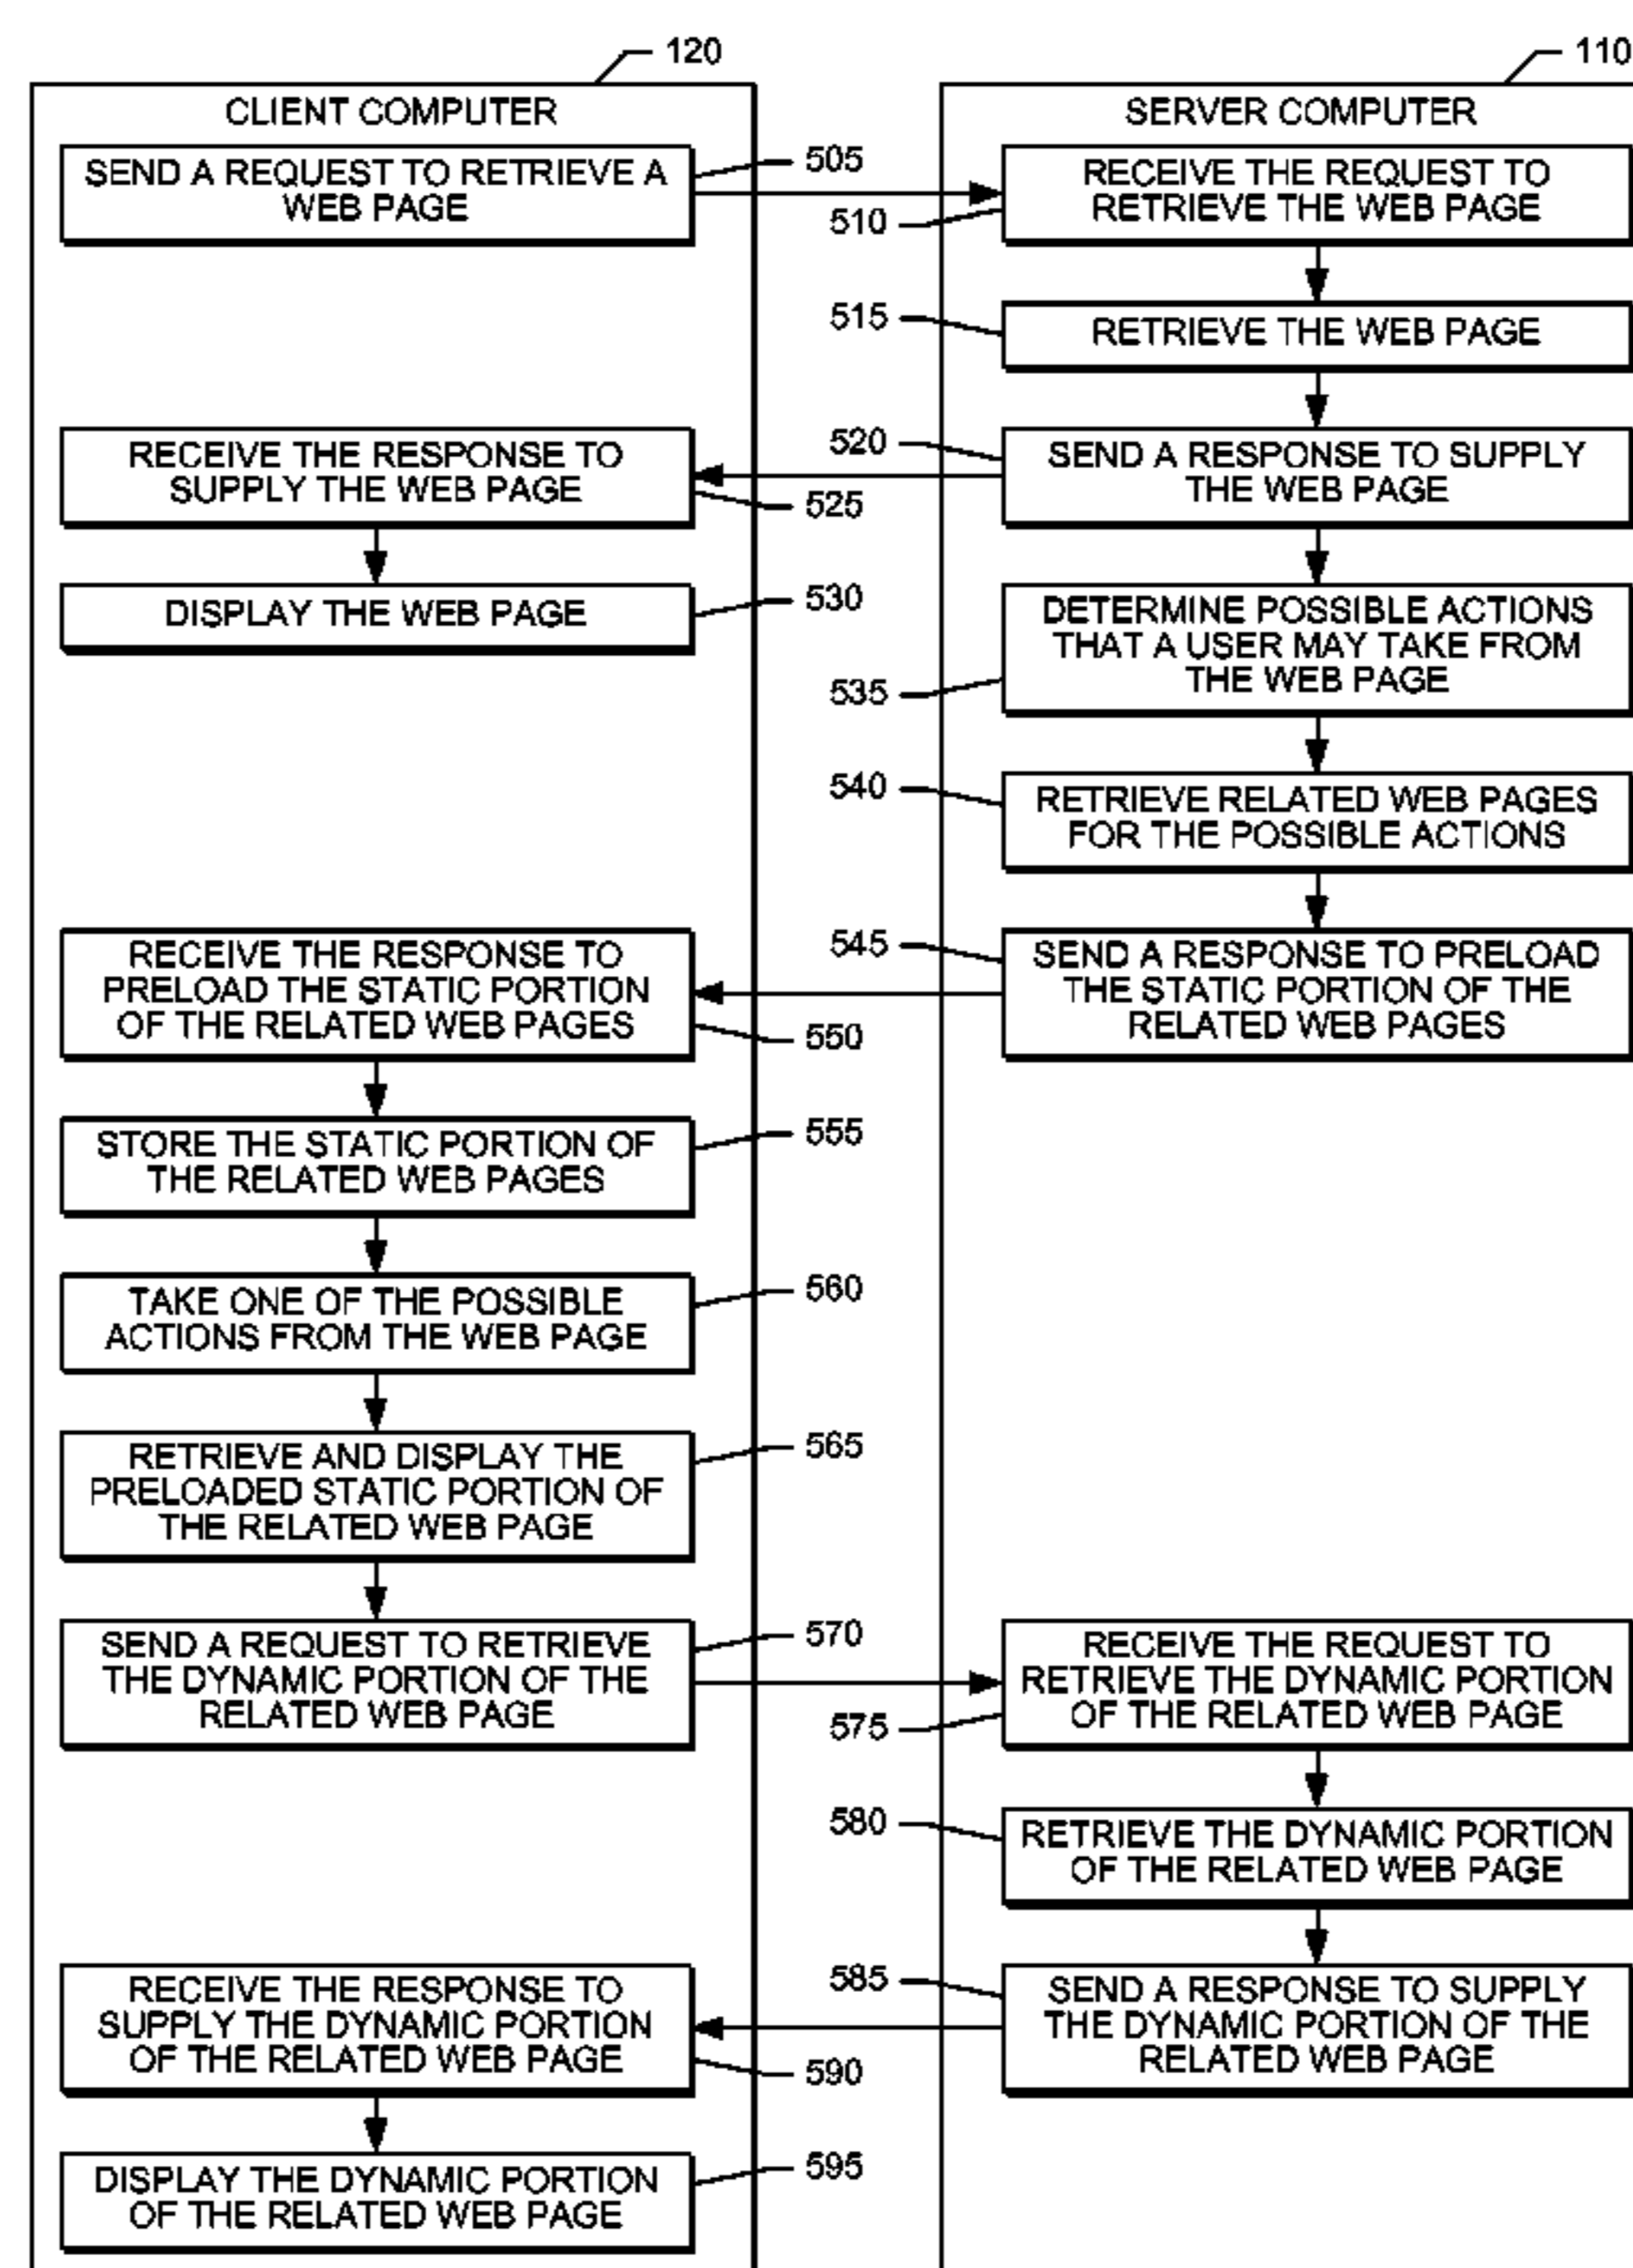 120
110
CLIENT COMPUTER
SERVER COMPUTER
SEND A REQUEST TO RETRIEVE A
WEB PAGE
505
510
RECEIVE THE REQUEST TO
RETRIEVE THE WEB PAGE
515
RETRIEVE THE WEB PAGE
520
SEND A RESPONSE TO SUPPLY
THE WEB PAGE
RECEIVE THE RESPONSE TO
SUPPLY THE WEB PAGE
525
DISPLAY THE WEB PAGE
530
535
DETERMINE POSSIBLE ACTIONS
THAT A USER MAY TAKE FROM
THE WEB PAGE
540
RETRIEVE RELATED WEB PAGES
FOR THE POSSIBLE ACTIONS
545
SEND A RESPONSE TO PRELOAD
THE STATIC PORTION OF THE
RELATED WEB PAGES
RECEIVE THE RESPONSE TO
PRELOAD THE STATIC PORTION
OF THE RELATED WEB PAGES
550
STORE THE STATIC PORTION OF
THE RELATED WEB PAGES
555
TAKE ONE OF THE POSSIBLE
ACTIONS FROM THE WEB PAGE
560
RETRIEVE AND DISPLAY THE
PRELOADED STATIC PORTION OF
THE RELATED WEB PAGE
565
SEND A REQUEST TO RETRIEVE
THE DYNAMIC PORTION OF THE
RELATED WEB PAGE
570
575
RECEIVE THE REQUEST TO
RETRIEVE THE DYNAMIC PORTION
OF THE RELATED WEB PAGE
580
RETRIEVE THE DYNAMIC PORTION
OF THE RELATED WEB PAGE
585
SEND A RESPONSE TO SUPPLY
THE DYNAMIC PORTION OF THE
RELATED WEB PAGE
RECEIVE THE RESPONSE TO
SUPPLY THE DYNAMIC PORTION
OF THE RELATED WEB PAGE
590
DISPLAY THE DYNAMIC PORTION
OF THE RELATED WEB PAGE
595